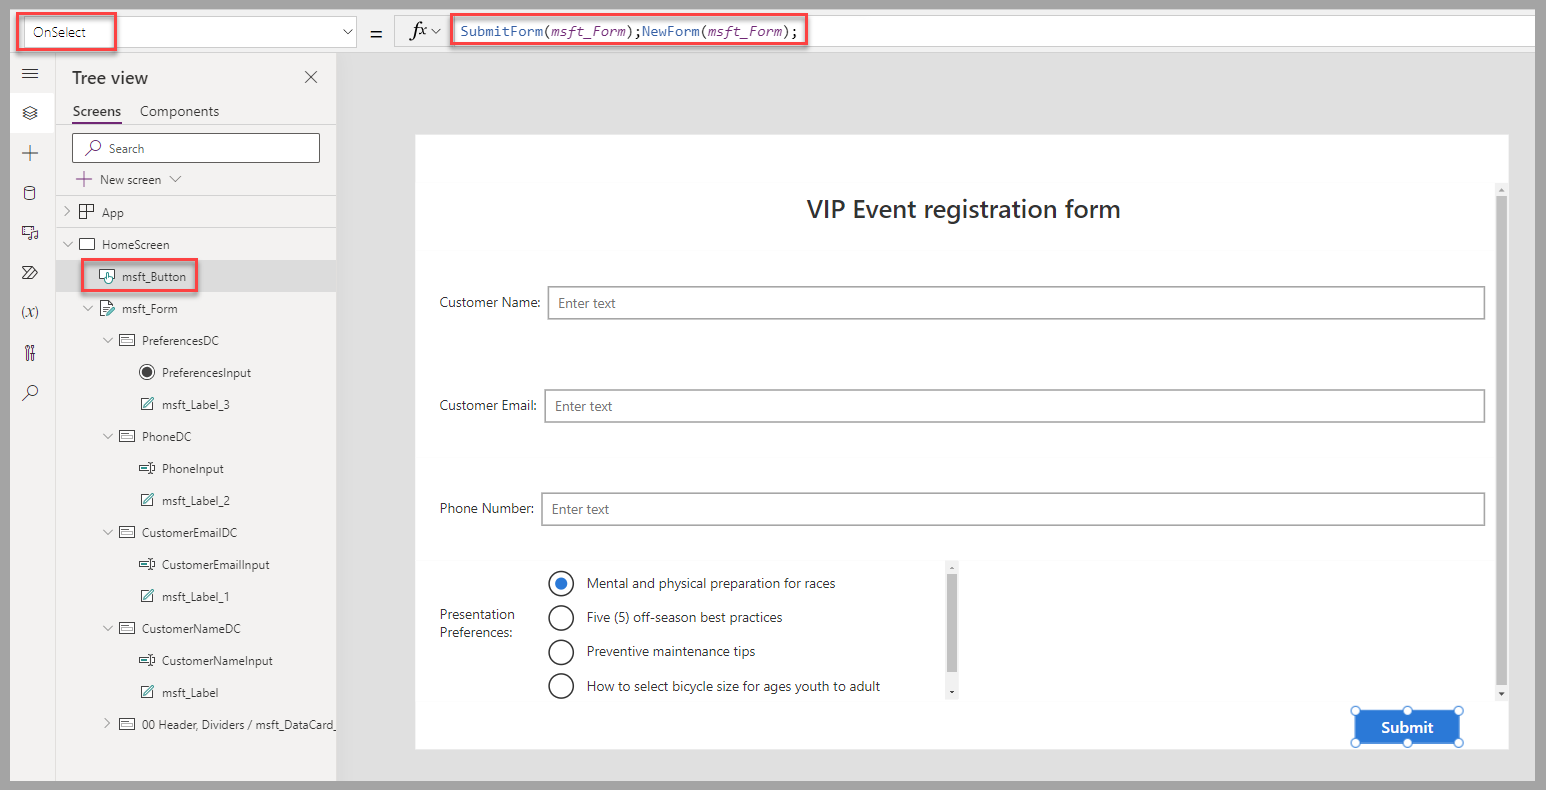 OnSelect
=
fx
SubmitForm(msft_Form);NewForm(msft_Form);
Tree view
Screens Components
Search
New screen
App
HomeScreen
msft_Button
msft_Form
PreferencesDC
PreferencesInput
msft_Label_3
PhoneDC
PhoneInput
msft_Label_2
CustomerEmailDC
CustomerEmailInput
msft_Label_1
CustomerNameDC
CustomerNameInput
msft_Label
00 Header, Dividers / msft_DataCard_
(x)
VIP Event registration form
Customer Name: Enter text
Customer Email: Enter text
Phone Number: Enter text
Presentation
Preferences:
Mental and physical preparation for races
Five (5) off-season best practices
Preventive maintenance tips
How to select bicycle size for ages youth to adult
Submit